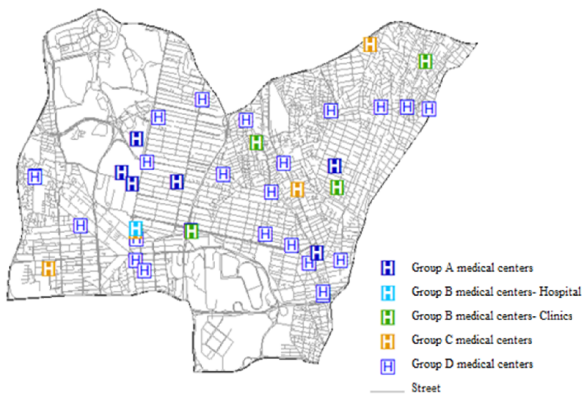 Group A medical centers
Group B medical centers- Hospital
Group B medical centers- Clinics
Group C medical centers
Group D medical centers
Street